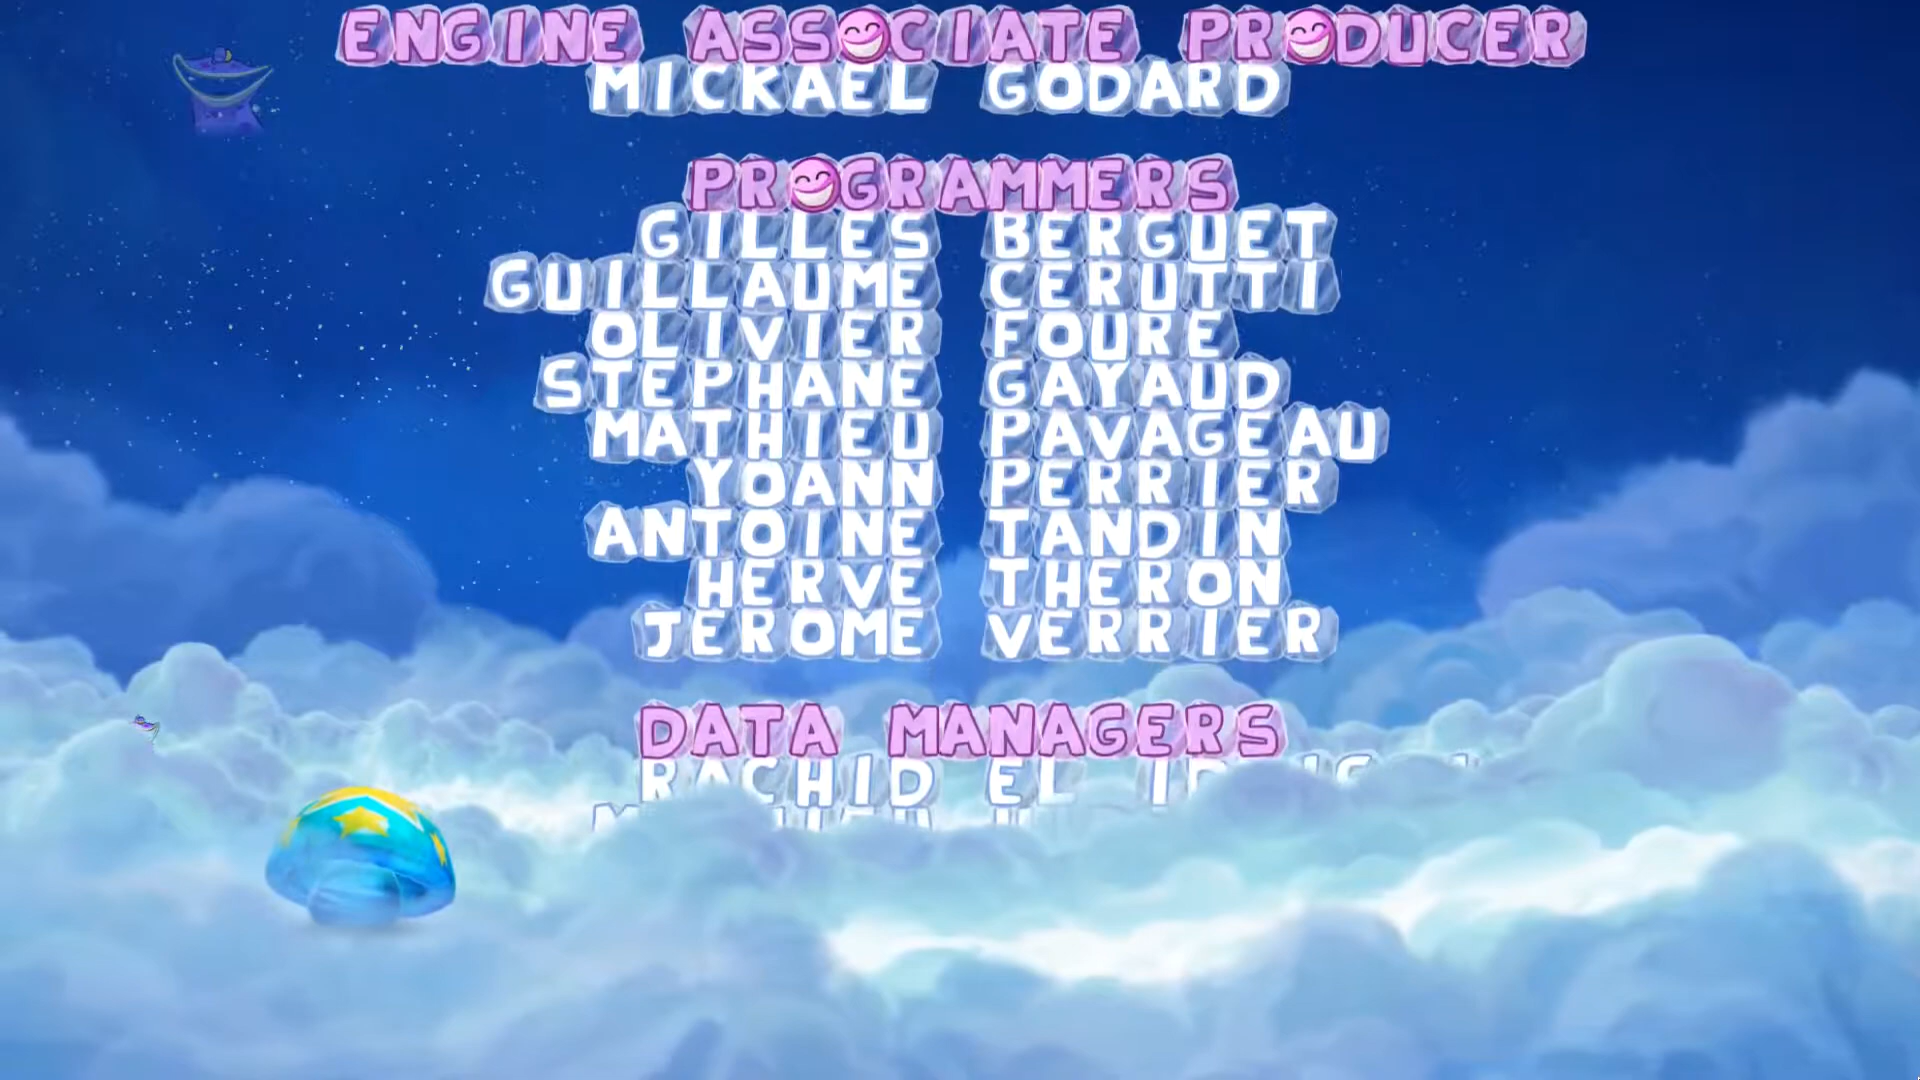 ENGINE ASSOCIATE PRODUCER
MICKAEL GODARD
PROGRAMMERS
GILLES BERGUET
GUILLAUME CERUTTI
OLIVIER FOURE
STEPHANE GAYAUD
MATHIEU PAVAGEAU
YOANN PERRIER
ANTOINE TANDIN
HERVE THERON
JEROME VERRIER
DATA MANAGERS
RACHID EL